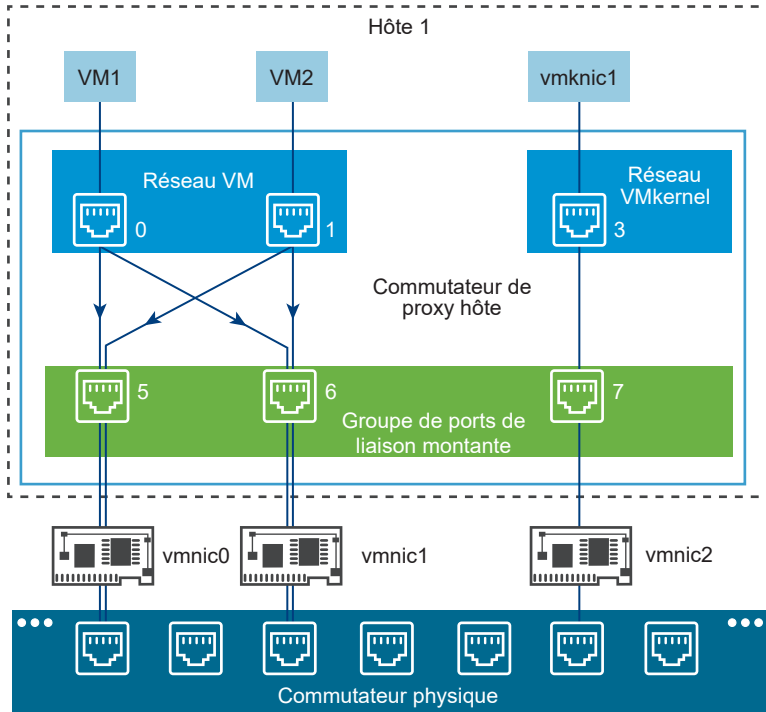 Hôte 1
VM1
VM2
vmknic1
Réseau VM
Réseau
VMkernel
0
1
3
Commutateur de
proxy hôte
5
6
7
Groupe de ports de
liaison montante
vmnic0
vmnic1
vmnic2
Commutateur physique